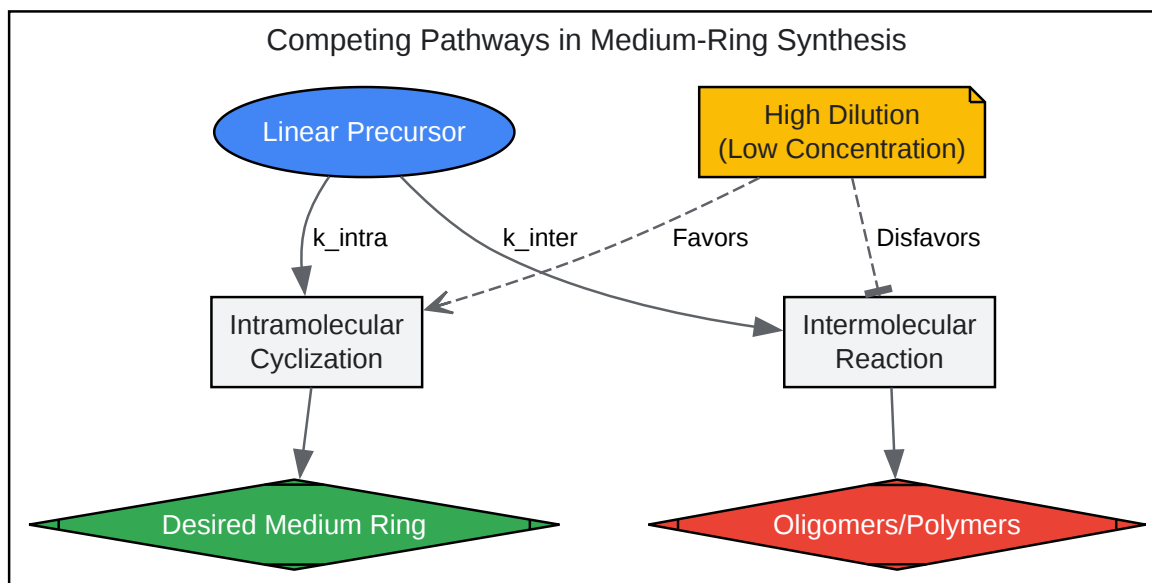 Competing Pathways in Medium-Ring Synthesis
Linear Precursor
High Dilution
(Low Concentration)
k_intra
k_inter
Favors
Disfavors
Intramolecular
Cyclization
Intermolecular
Reaction
Desired Medium Ring
Oligomers/Polymers